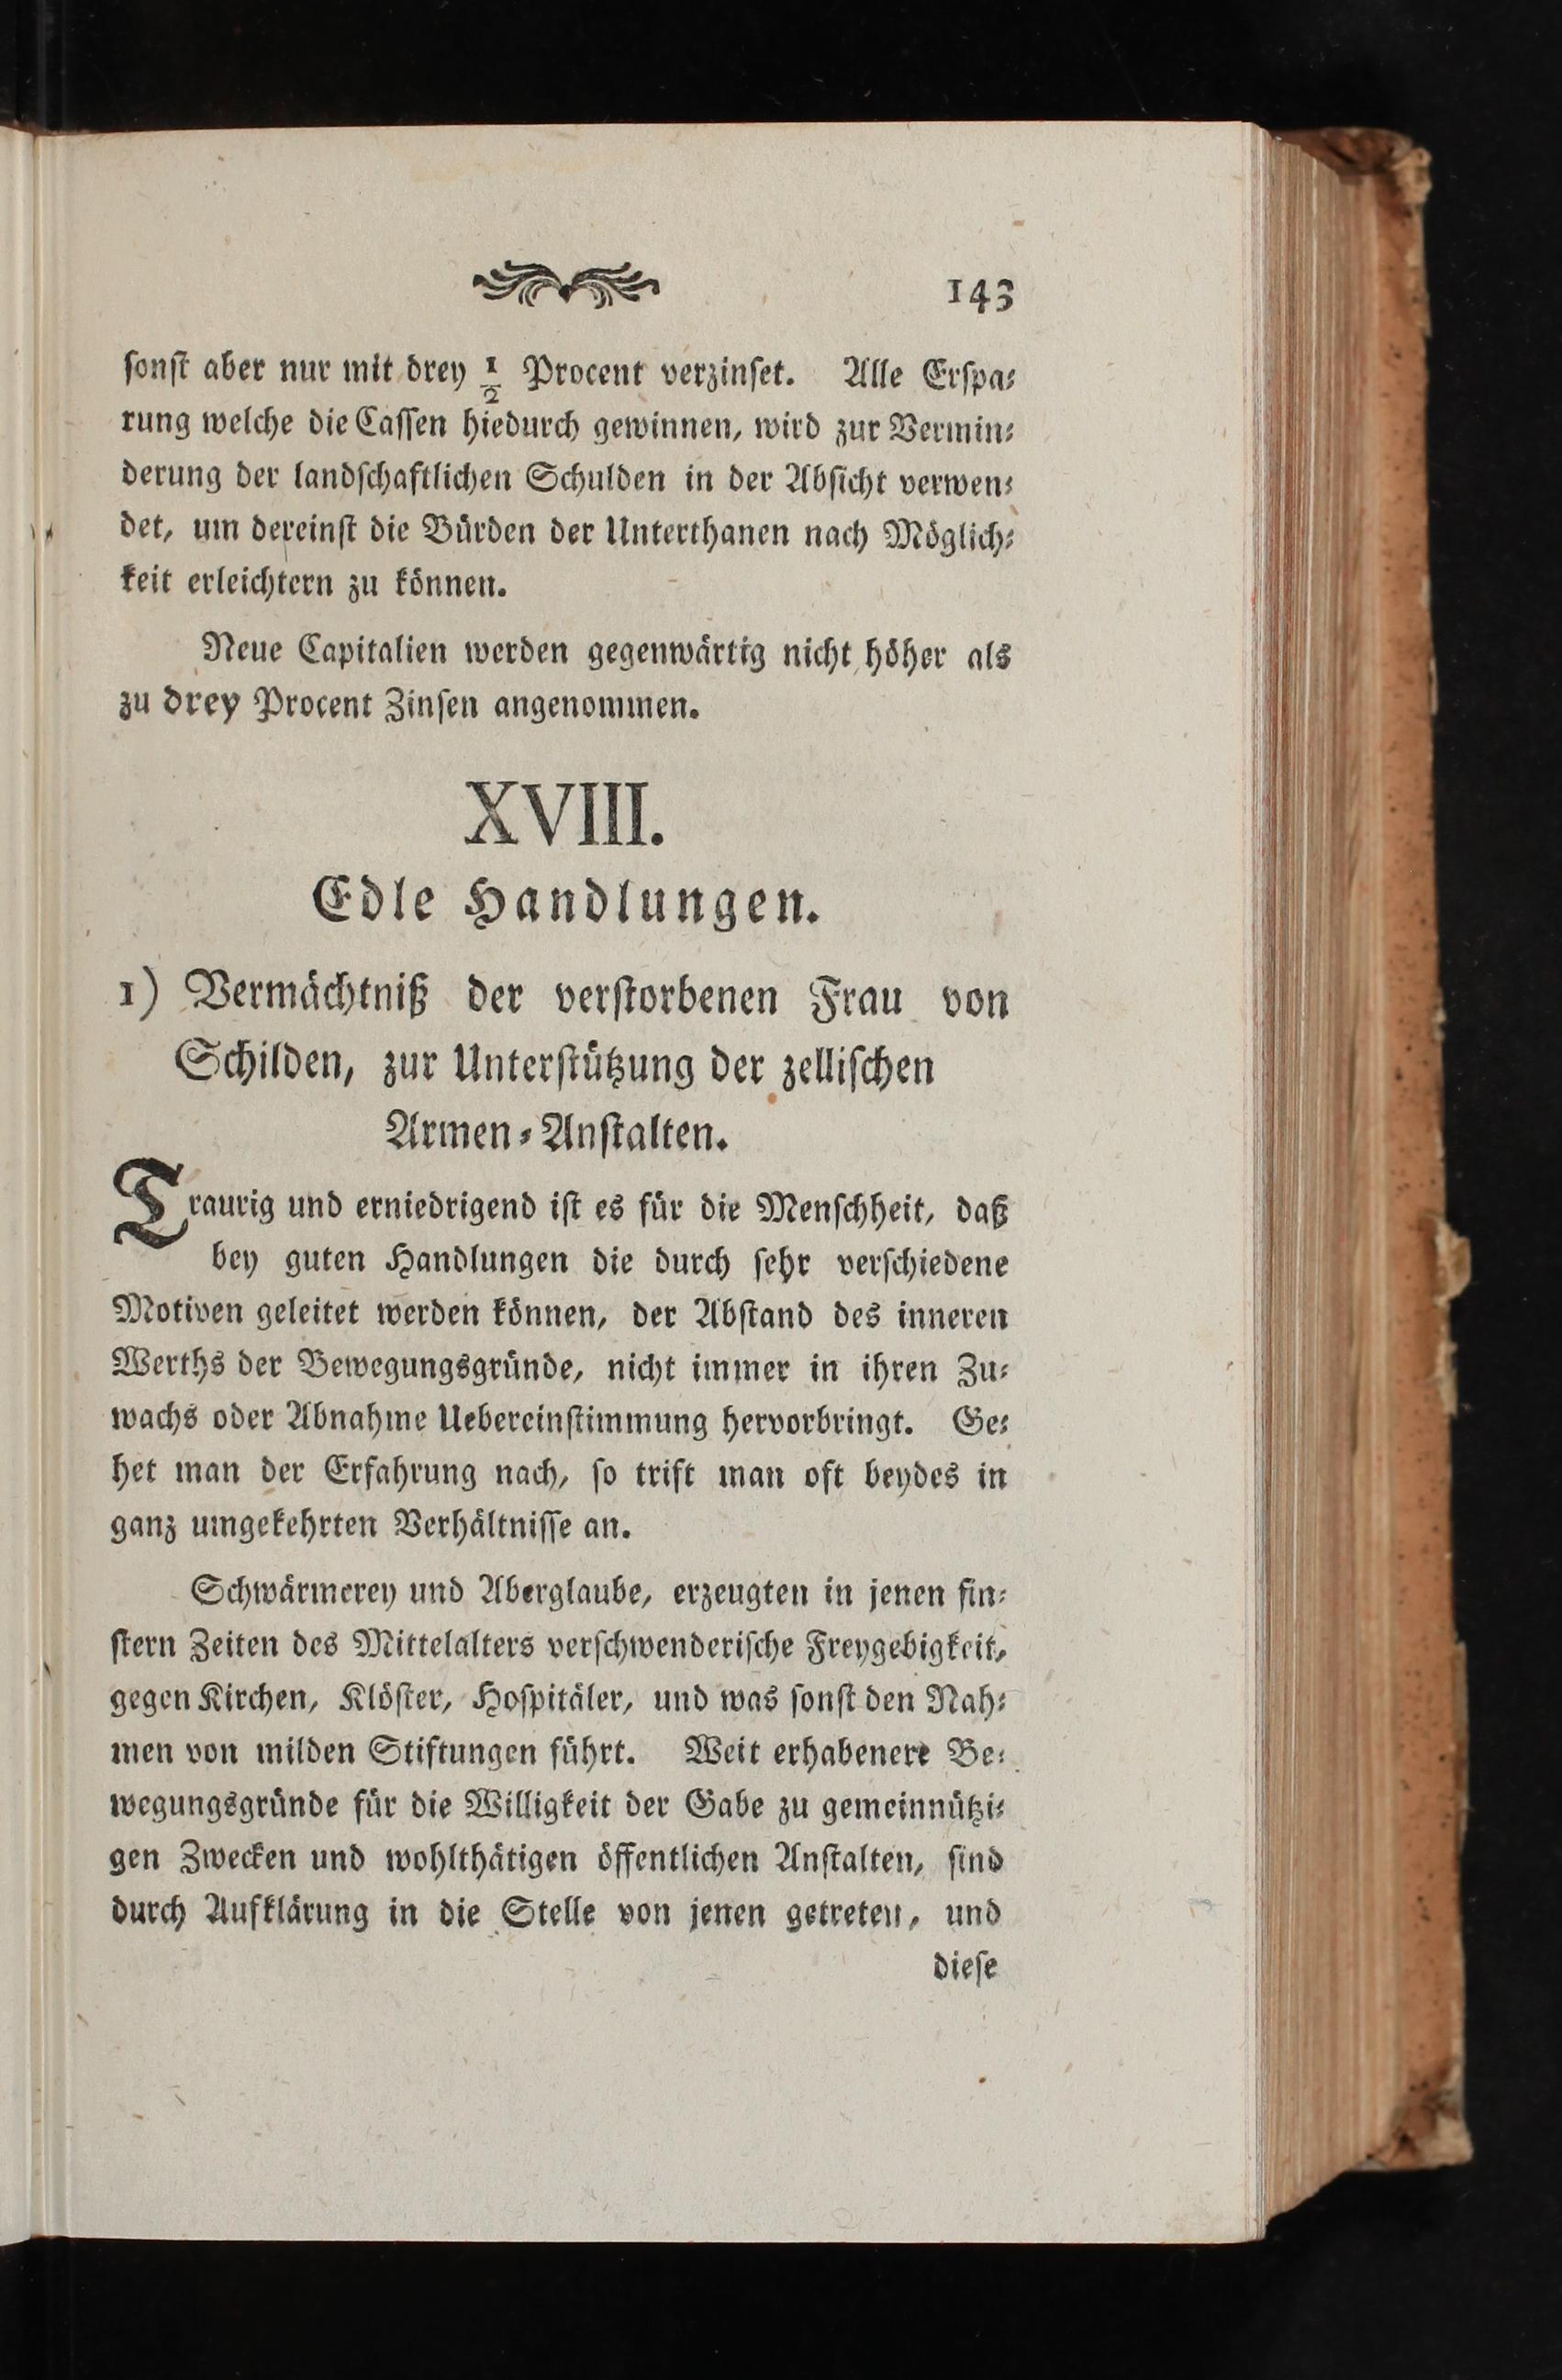 143
ſonſt aber nur mit drey 1/2 Procent verzinſet. Alle Erſpa⸗
rung welche die Caſſen hiedurch gewinnen, wird zur Vermin⸗
derung der landſchaftlichen Schulden in der Abſicht verwen⸗
det, um dereinſt die Bürden der Unterthanen nach Möglich⸗
keit erleichtern zu können.
Neue Capitalien werden gegenwärtig nicht höher als
zu drey Procent Zinſen angenommen.
XVIII.
Edle Handlungen.
1) Vermächtniß der verſtorbenen Frau von
Schilden, zur Unterſtützung der zelliſchen
Armen⸗Anſtalten.
Traurig und erniedrigend iſt es für die Menſchheit, daß
bey guten Handlungen die durch ſehr verſchiedene
Motiven geleitet werden können, der Abſtand des inneren
Werths der Bewegungsgründe, nicht immer in ihren Zu⸗
wachs oder Abnahme Uebereinſtimmung hervorbringt. Ge⸗
het man der Erfahrung nach, ſo trift man oft beydes in
ganz umgekehrten Verhältniſſe an.
Schwärmerey und Aberglaube, erzeugten in jenen fin⸗
ſtern Zeiten des Mittelalters verſchwenderiſche Freygebigkeit,
gegen Kirchen, Klöſter, Hoſpitäler, und was ſonſt den Nah⸗
men von milden Stiftungen führt. Weit erhabenere Be⸗
wegungsgründe für die Willigkeit der Gabe zu gemeinnützi⸗
gen Zwecken und wohlthätigen öffentlichen Anſtalten, ſind
durch Aufklärung in die Stelle von jenen getreten, und
dieſe